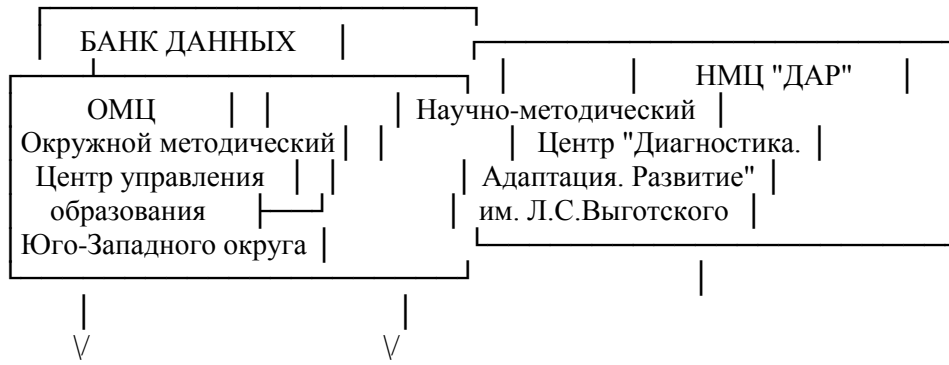 БАНК ДАННЫХ
НМЦ "ДАР"
ОМЦ Научно-методический
Окружной методический Центр "Диагностика.
Центр управления Адаптация. Развитие"
образования им. Л.С.Выготского
Юго-Западного округа